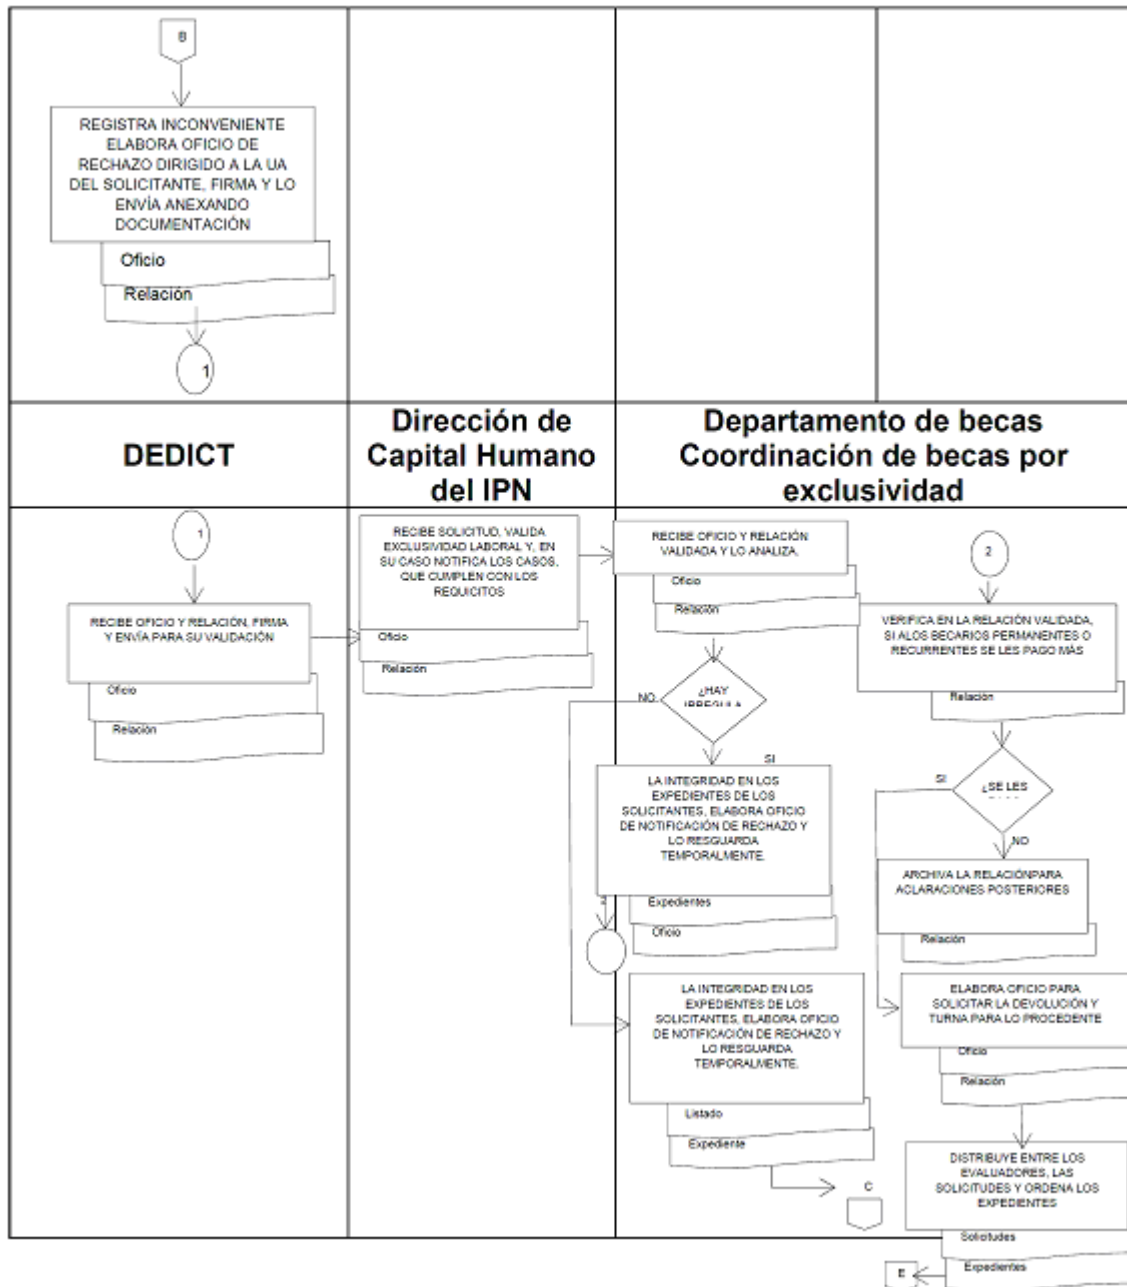 B
REGISTRA INCONVENIENTE
ELABORA OFICIO DE
RECHAZO DIRIGIDO A LA UA
DEL SOLICITANTE, FIRMA Y LO
ENVÍA ANEXANDO
DOCUMENTACIÓN
Oficio
Relación
1
DEDICT
Dirección de
Capital Humano
del IPN
Departamento de becas
Coordinación de becas por
exclusividad
1
RECIBE OFICIO Y RELACIÓN, FIRMA
Y ENVÍA PARA SU VALIDACIÓN
Oficio
Relación
RECIBE SOLICITUD, VALIDA
EXCLUSIVIDAD LABORAL Y, EN
SU CASO NOTIFICA LOS CASOS,
QUE CUMPLEN CON LOS
REQUICITOS
Oficio
Relación
RECIBE OFICIO Y RELACIÓN
VALIDADA Y LO ANALIZA.
Oficio
Relación
¿HAY
NO
SI
LA INTEGRIDAD EN LOS
EXPEDIENTES DE LOS
SOLICITANTES, ELABORA OFICIO
DE NOTIFICACIÓN DE RECHAZO Y
LO RESGUARDA
TEMPORALMENTE.
Expedientes
Oficio
LA INTEGRIDAD EN LOS
EXPEDIENTES DE LOS
SOLICITANTES, ELABORA OFICIO
DE NOTIFICACIÓN DE RECHAZO Y
LO RESGUARDA
TEMPORALMENTE.
Listado
Expediente
C
2
VERIFICA EN LA RELACIÓN VALIDADA,
SI ALOS BECARIOS PERMANENTES O
RECURRENTES SE LES PAGO MÁS
Relación
SI
¿SE LES
NO
ARCHIVA LA RELACIÓNPARA
ACLARACIONES POSTERIORES
Relación
ELABORA OFICIO PARA
SOLICITAR LA DEVOLUCIÓN Y
TURNA PARA LO PROCEDENTE
Oficio
Relación
DISTRIBUYE ENTRE LOS
EVALUADORES, LAS
SOLICITUDES Y ORDENA LOS
EXPEDIENTES
Solicitudes
Expedientes
E